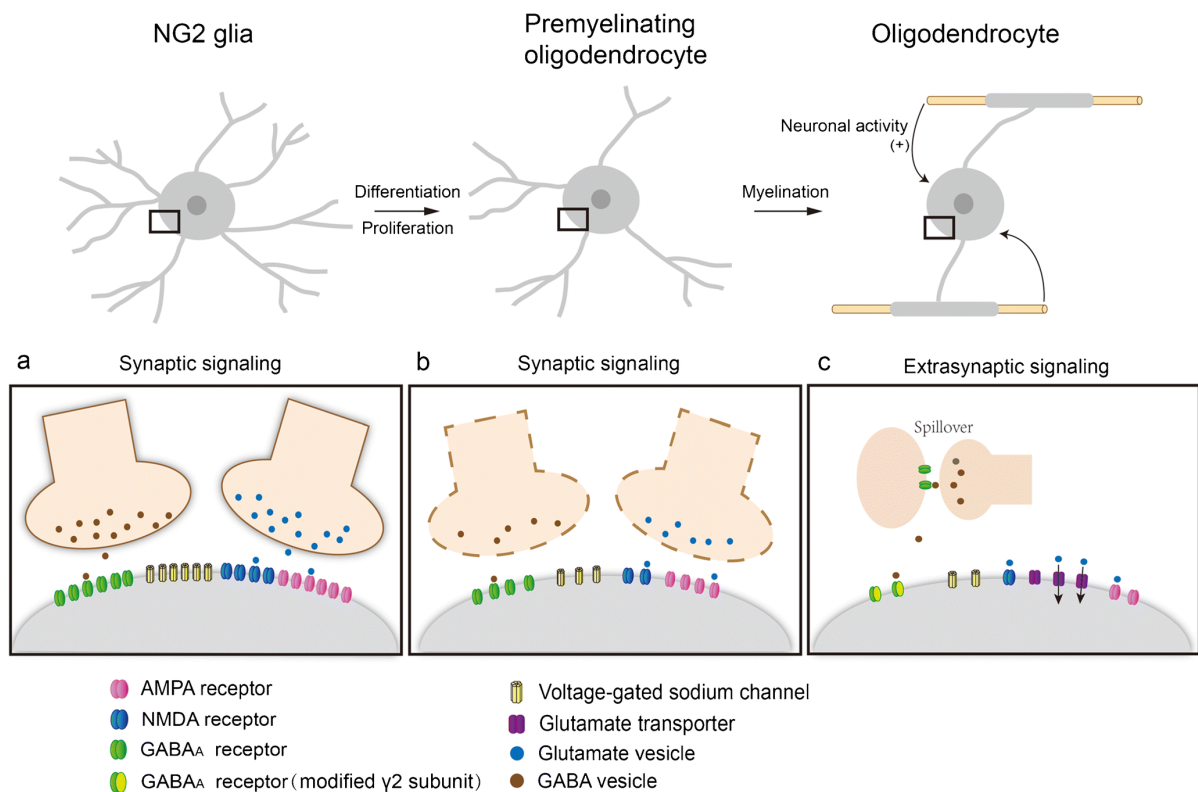 NG2 glia
Premyelinating
oligodendrocyte
Oligodendrocyte
Neuronal activity
(+)
Differentiation
Proliferation
Myelination
a
Synaptic signaling
b
Synaptic signaling
c
Extrasynaptic signaling
Spillover
AMPA receptor
NMDA receptor
GABAA receptor
GABAA receptor (modified γ2 subunit)
Voltage-gated sodium channel
Glutamate transporter
Glutamate vesicle
GABA vesicle